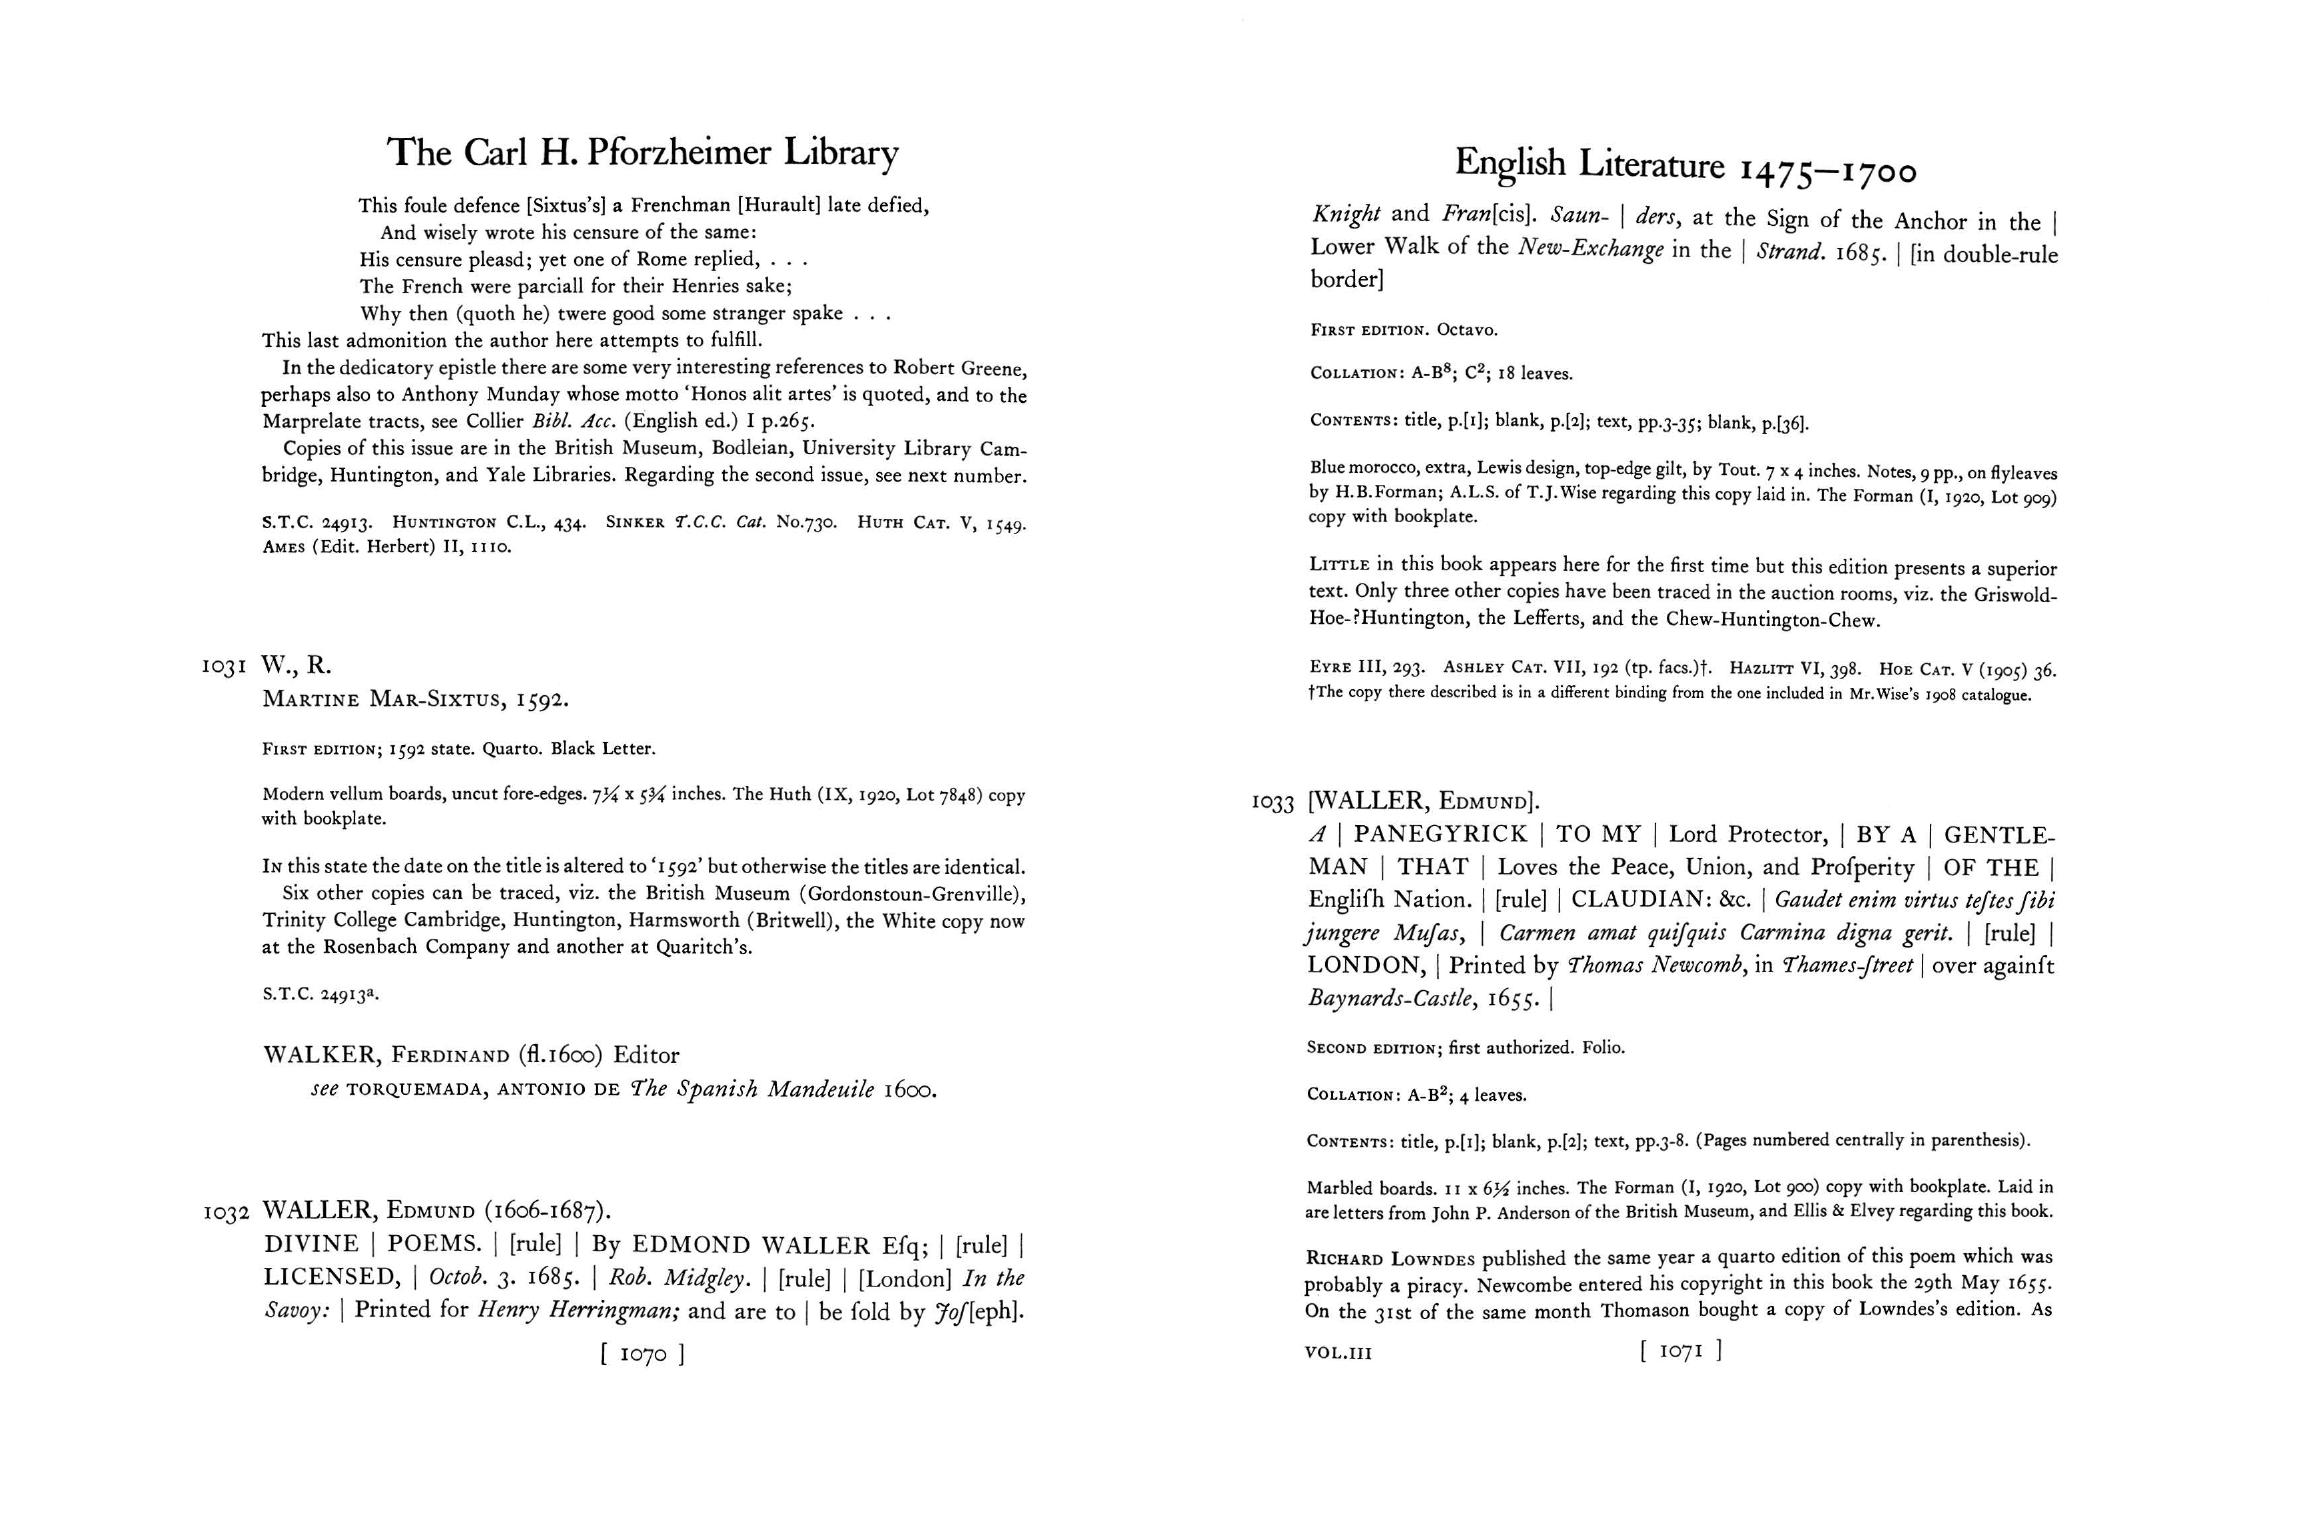 The Carl H. Pforzheimer Library
This foule defence [Sixtus's] a Frenchman [Hurault] late defied,
And wisely wrote his censure of the same:
His censure pleasd; yet one of Rome replied, . . .
The French were parciall for their Henries sake;
Why then (quoth he) twere good some stranger spake . . .
This last admonition the author here attempts to fulfill.
In the dedicatory epistle there are some very interesting references to Robert Greene,
perhaps also to Anthony Munday whose motto 'Honos alit artes' is quoted, and to the
Marprelate tracts, see Collier Bibl. Acc. (English ed.) I p.265.
Copies of this issue are in the British Museum, Bodleian, University Library Cam-
bridge, Huntington, and Yale Libraries. Regarding the second issue, see next number.
S.T.C. 24913. HUNTINGTON C.L., 434. SINKER T.C.C. Cat. No.730. HUTH CAT. V, 1549.
AMES (Edit. Herbert) II, 1110.
1031 W., R.
MARTINE MAR-SIXTUS, 1592.
FIRST EDITION; 1592 state. Quarto. Black Letter.
Modern vellum boards, uncut fore-edges. 7¼ x 5¾ inches. The Huth (IX, 1920, Lot 7848) copy
with bookplate.
IN this state the date on the title is altered to '1592' but otherwise the titles are identical.
Six other copies can be traced, viz. the British Museum (Gordonstoun-Grenville),
Trinity College Cambridge, Huntington, Harmsworth (Britwell), the White copy now
at the Rosenbach Company and another at Quaritch's.
S.T.C. 24913ª.
WALKER, FERDINAND (fl.1600) Editor
see TORQUEMADA, ANTONIO DE The Spanish Mandeuile 1600.
1032 WALLER, EDMUND (1606-1687).
DIVINE | POEMS. | [rule] | By EDMOND WALLER Eſq; | [rule] |
LICENSED, | Octob. 3. 1685. | Rob. Midgley. | [rule] | [London] In the
Savoy: | Printed for Henry Herringman; and are to | be ſold by Joſ[eph].
[ 1070 ]
English Literature 1475–1700
Knight and Fran[cis]. Saun- | ders, at the Sign of the Anchor in the |
Lower Walk of the New-Exchange in the | Strand. 1685. | [in double-rule
border]
FIRST EDITION. Octavo.
COLLATION: A-B⁸; C²; 18 leaves.
CONTENTS: title, p.[1]; blank, p.[2]; text, pp.3-35; blank, p.[36].
Blue morocco, extra, Lewis design, top-edge gilt, by Tout. 7 x 4 inches. Notes, 9 pp., on flyleaves
by H.B.Forman; A.L.S. of T.J.Wise regarding this copy laid in. The Forman (I, 1920, Lot 909)
copy with bookplate.
LITTLE in this book appears here for the first time but this edition presents a superior
text. Only three other copies have been traced in the auction rooms, viz. the Griswold-
Hoe-?Huntington, the Lefferts, and the Chew-Huntington-Chew.
EYRE III, 293. ASHLEY CAT. VII, 192 (tp. facs.)†. HAZLITT VI, 398. HOE CAT. V (1905) 36.
†The copy there described is in a different binding from the one included in Mr.Wise's 1908 catalogue.
1033 [WALLER, EDMUND].
A | PANEGYRICK | TO MY | Lord Protector, | BY A | GENTLE-
MAN | THAT | Loves the Peace, Union, and Proſperity | OF THE |
Engliſh Nation. | [rule] | CLAUDIAN: &c. | Gaudet enim virtus teſtes ſibi
jungere Muſas, | Carmen amat quiſquis Carmina digna gerit. | [rule] |
LONDON, | Printed by Thomas Newcomb, in Thames-ſtreet | over againſt
Baynards-Castle, 1655. |
SECOND EDITION; first authorized. Folio.
COLLATION: A-B²; 4 leaves.
CONTENTS: title, p.[1]; blank, p.[2]; text, pp.3-8. (Pages numbered centrally in parenthesis).
Marbled boards. 11 x 6½ inches. The Forman (I, 1920, Lot 900) copy with bookplate. Laid in
are letters from John P. Anderson of the British Museum, and Ellis & Elvey regarding this book.
RICHARD LOWNDES published the same year a quarto edition of this poem which was
probably a piracy. Newcombe entered his copyright in this book the 29th May 1655.
On the 31st of the same month Thomason bought a copy of Lowndes's edition. As
VOL.III [ 1071 ]